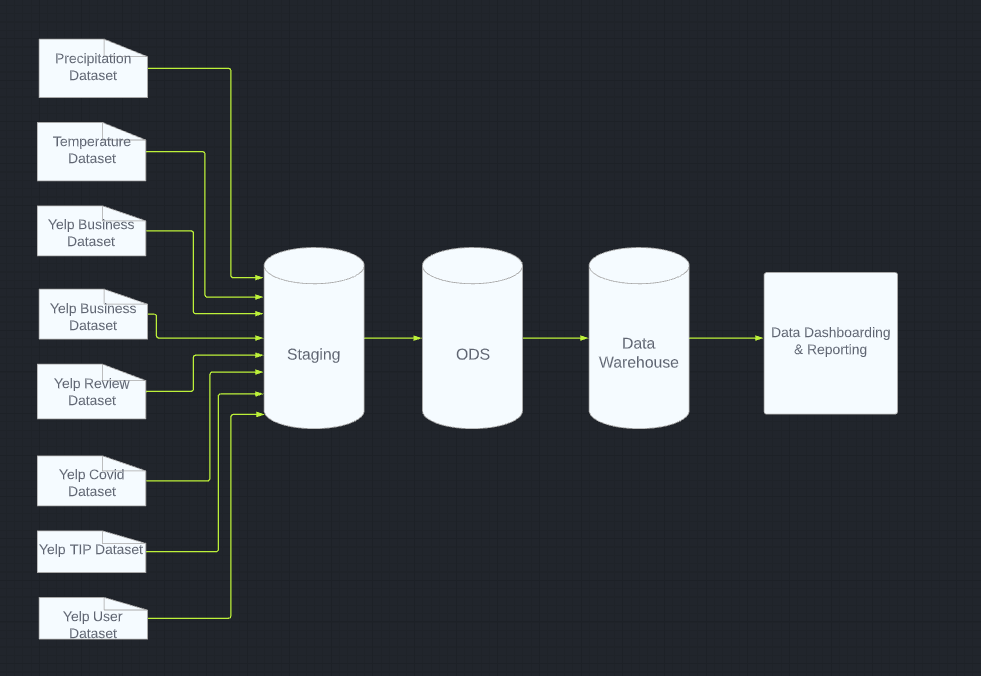 Precipitation
Dataset
Temperature
Dataset
Yelp Business
Dataset
Yelp Business
Dataset
Yelp Review
Dataset
Yelp Covid
Dataset
Yelp TIP Dataset
Yelp User
Dataset
Staging
ODS
Data
Warehouse
Data Dashboarding
& Reporting